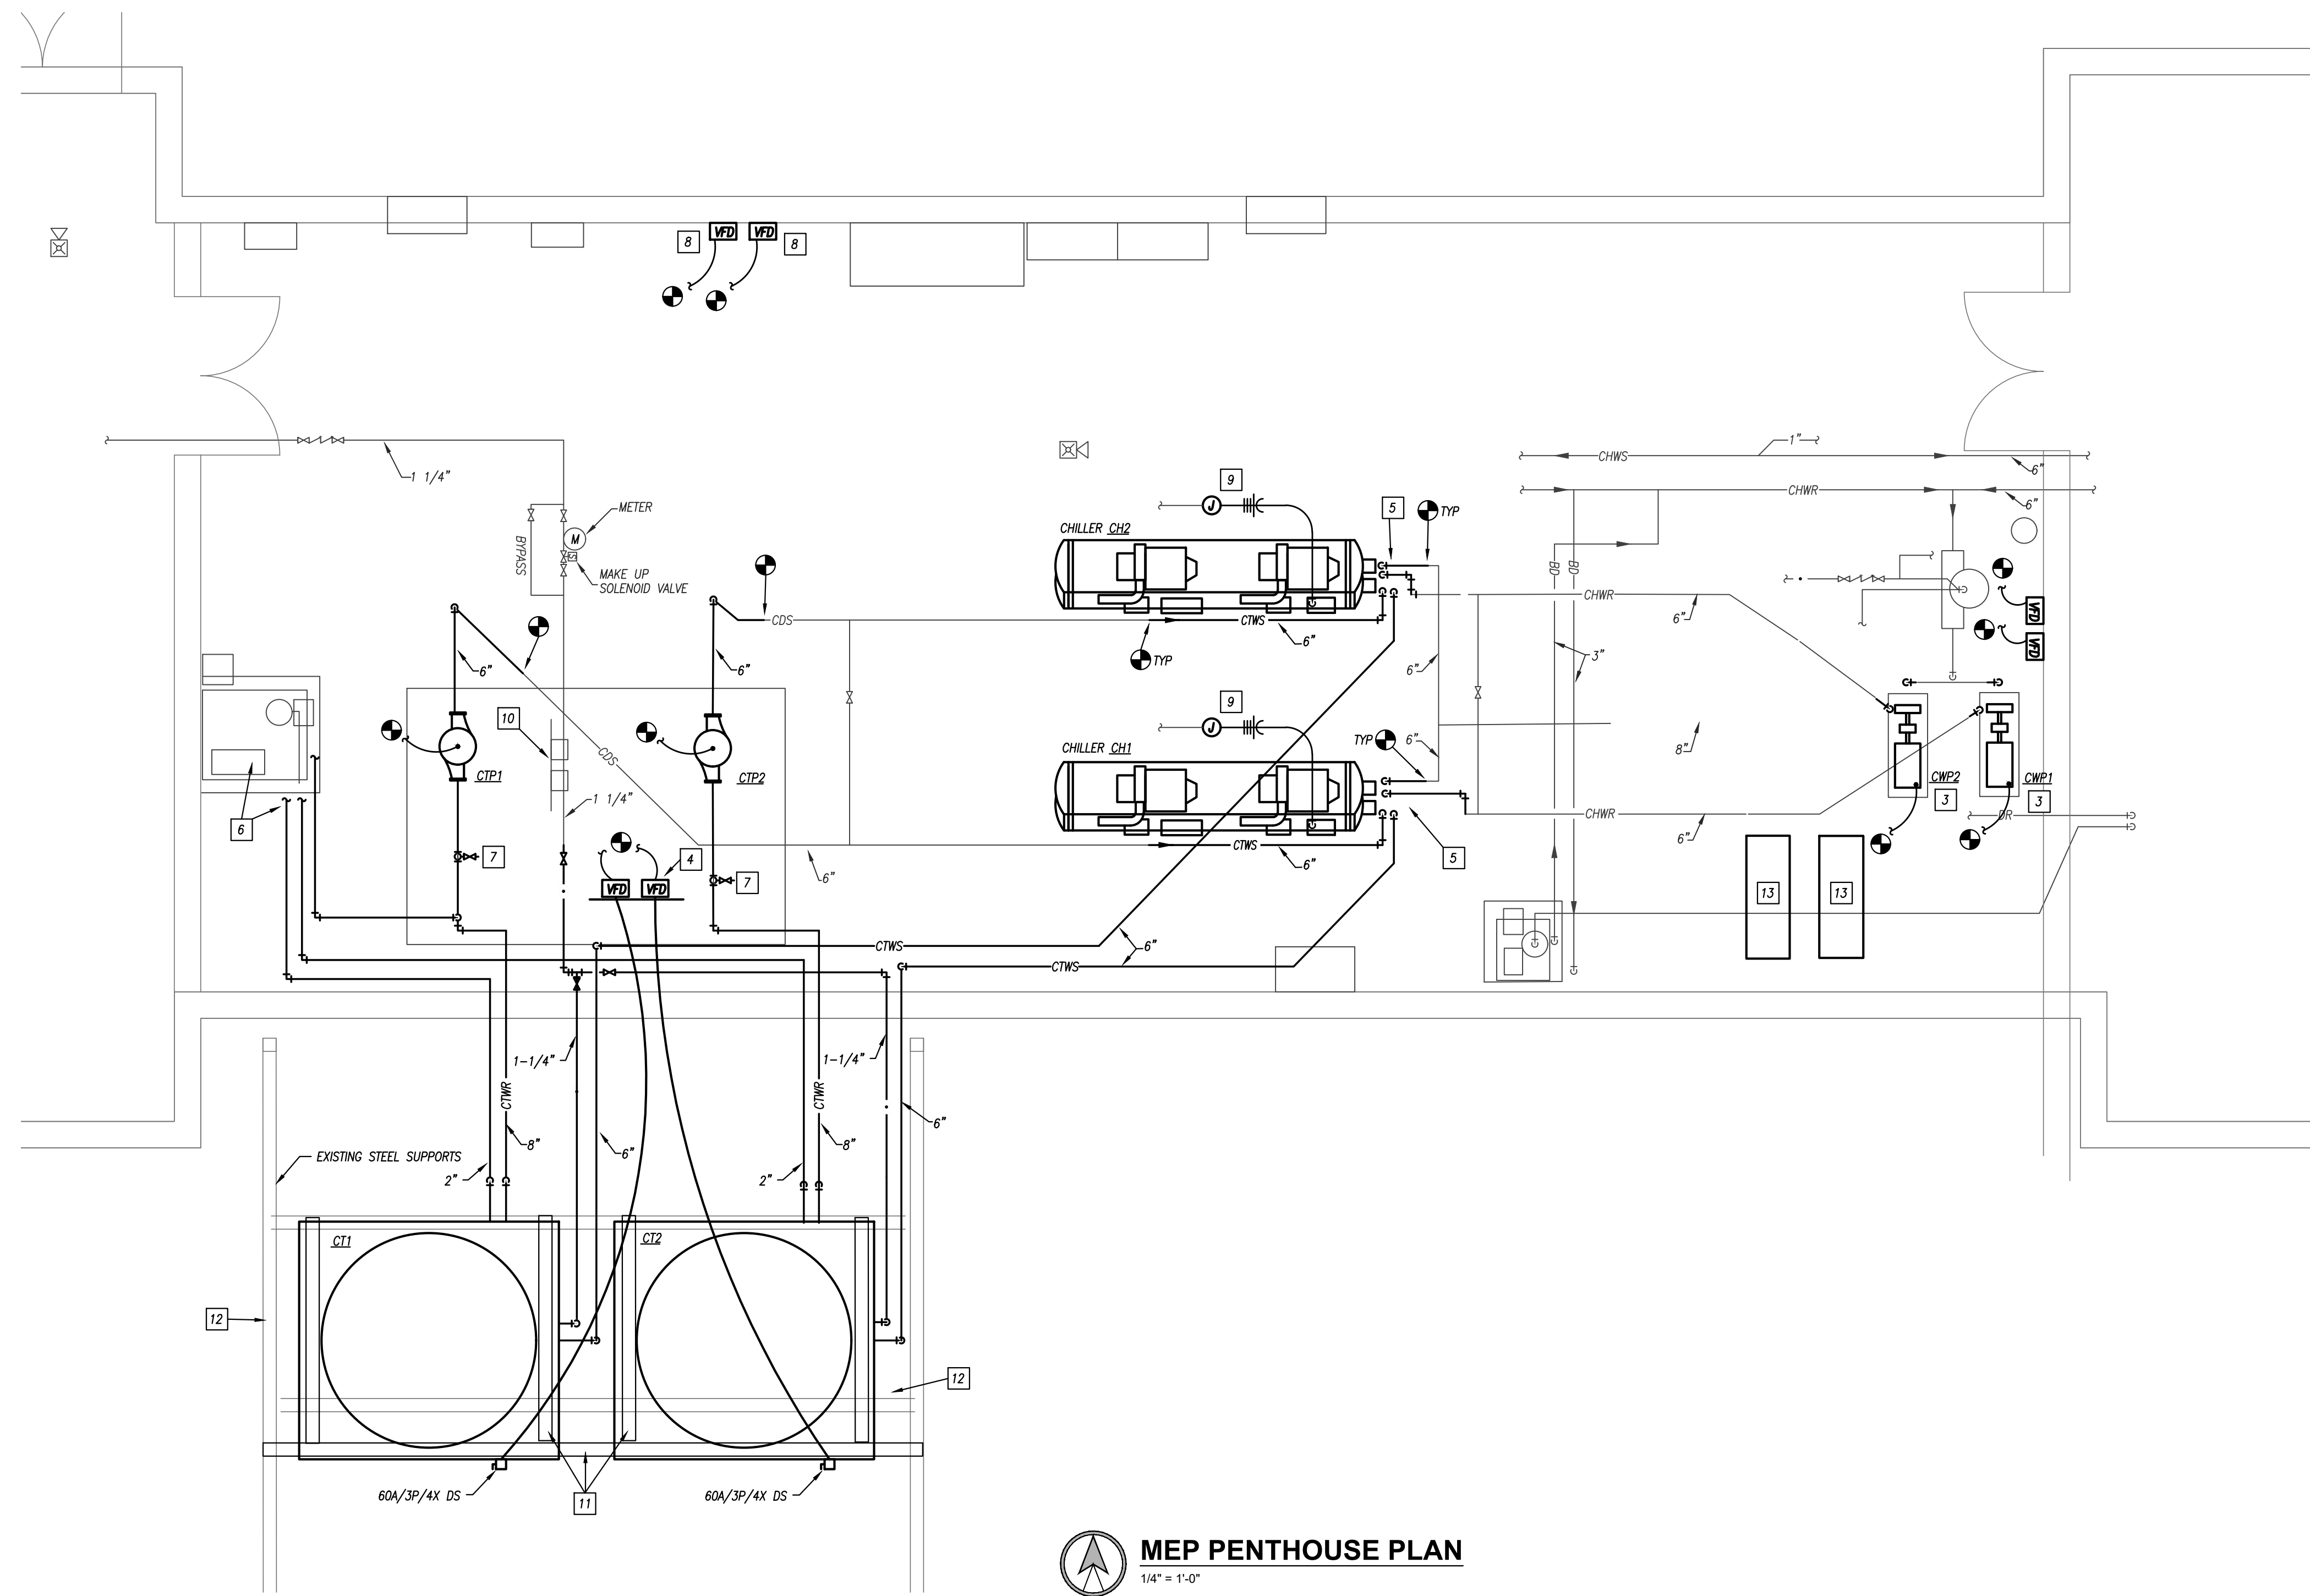 VFD
VFD
8
8
1"
CHWS
6"
1 1/4"
CHWR
6"
METER
M
BYPASS
S
MAKE UP
SOLENOID VALVE
9
J
5
TYP
CHILLER CH2
BD
BD
CDS
CTWS
6"
TYP
CHWR
6"
VFD
VFD
6"
6"
6"
3"
10
9
J
CHILLER CH1
TYP
6"
8"
CDS
CTP1
CTP2
1 1/4"
CWP2
CWP1
3
3
DR
6
7
4
7
VFD
VFD
6"
CTWS
6"
5
CHWR
6"
13
13
CTWS
6"
CTWS
1-1/4"
1-1/4"
CTWR
CTWR
8"
6"
8"
6"
EXISTING STEEL SUPPORTS
2"
2"
CT1
CT2
12
12
60A/3P/4X DS
11
60A/3P/4X DS
MEP PENTHOUSE PLAN
1/4" = 1'-0"